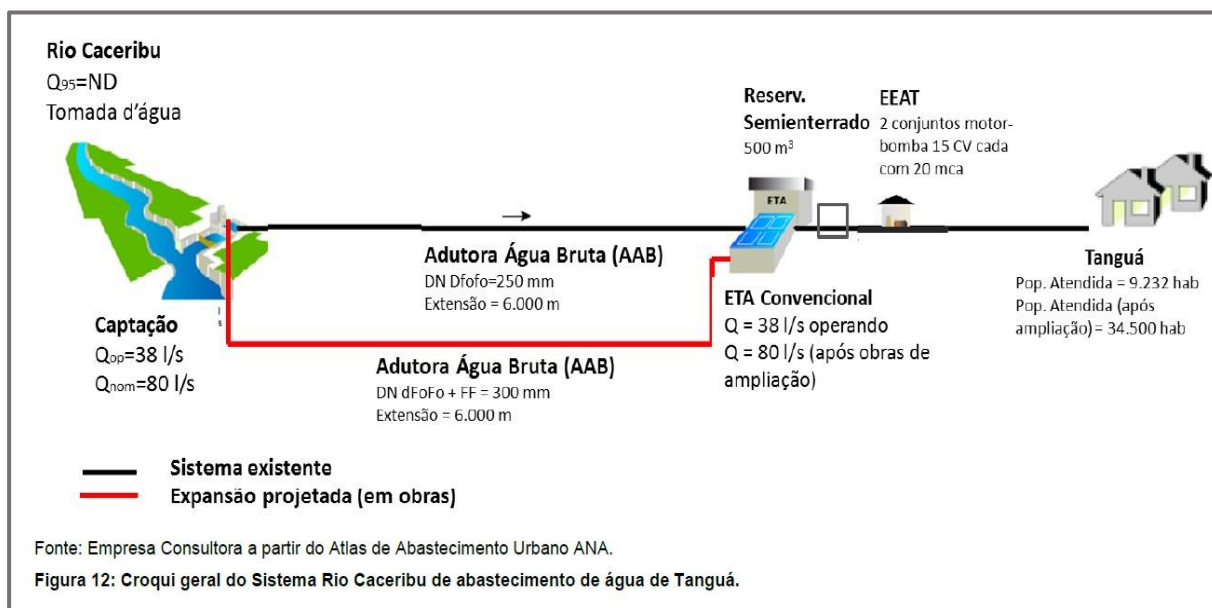 Rio Caceribu
Q95=ND
Tomada d'água
Reserv.
Semienterrado
500 m³
EEAT
2 conjuntos motor-
bomba 15 CV cada
com 20 mca
ETA
Adutora Água Bruta (AAB)
DN Dfofo=250 mm
Extensão = 6.000 m
Captação
Qop=38 l/s
Qnom=80 l/s
Adutora Água Bruta (AAB)
DN dFoFo + FF = 300 mm
Extensão = 6.000 m
ETA Convencional
Q = 38 l/s operando
Q = 80 l/s (após obras de
ampliação)
Tanguá
Pop. Atendida = 9.232 hab
Pop. Atendida (após
ampliação) = 34.500 hab
Sistema existente
Expansão projetada (em obras)
Fonte: Empresa Consultora a partir do Atlas de Abastecimento Urbano ANA.
Figura 12: Croqui geral do Sistema Rio Caceribu de abastecimento de água de Tanguá.